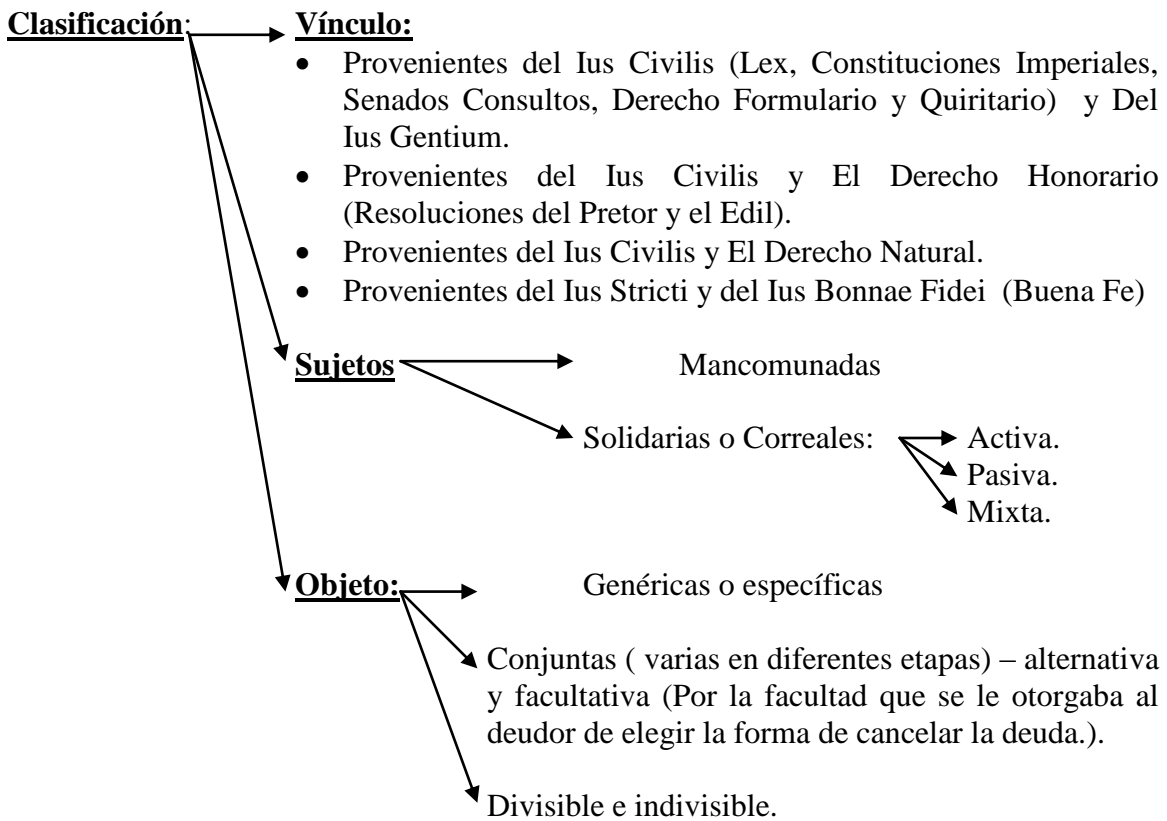 Clasificación: Vínculo:
• Provenientes del Ius Civilis (Lex, Constituciones Imperiales,
Senados Consultos, Derecho Formulario y Quiritario) y Del
Ius Gentium.
• Provenientes del Ius Civilis y El Derecho Honorario
(Resoluciones del Pretor y el Edil).
• Provenientes del Ius Civilis y El Derecho Natural.
• Provenientes del Ius Stricti y del Ius Bonnae Fidei (Buena Fe)
Sujetos Mancomunadas
Solidarias o Correales: Activa.
Pasiva.
Mixta.
Objeto: Genéricas o específicas
Conjuntas ( varias en diferentes etapas) – alternativa
y facultativa (Por la facultad que se le otorgaba al
deudor de elegir la forma de cancelar la deuda.).
Divisible e indivisible.